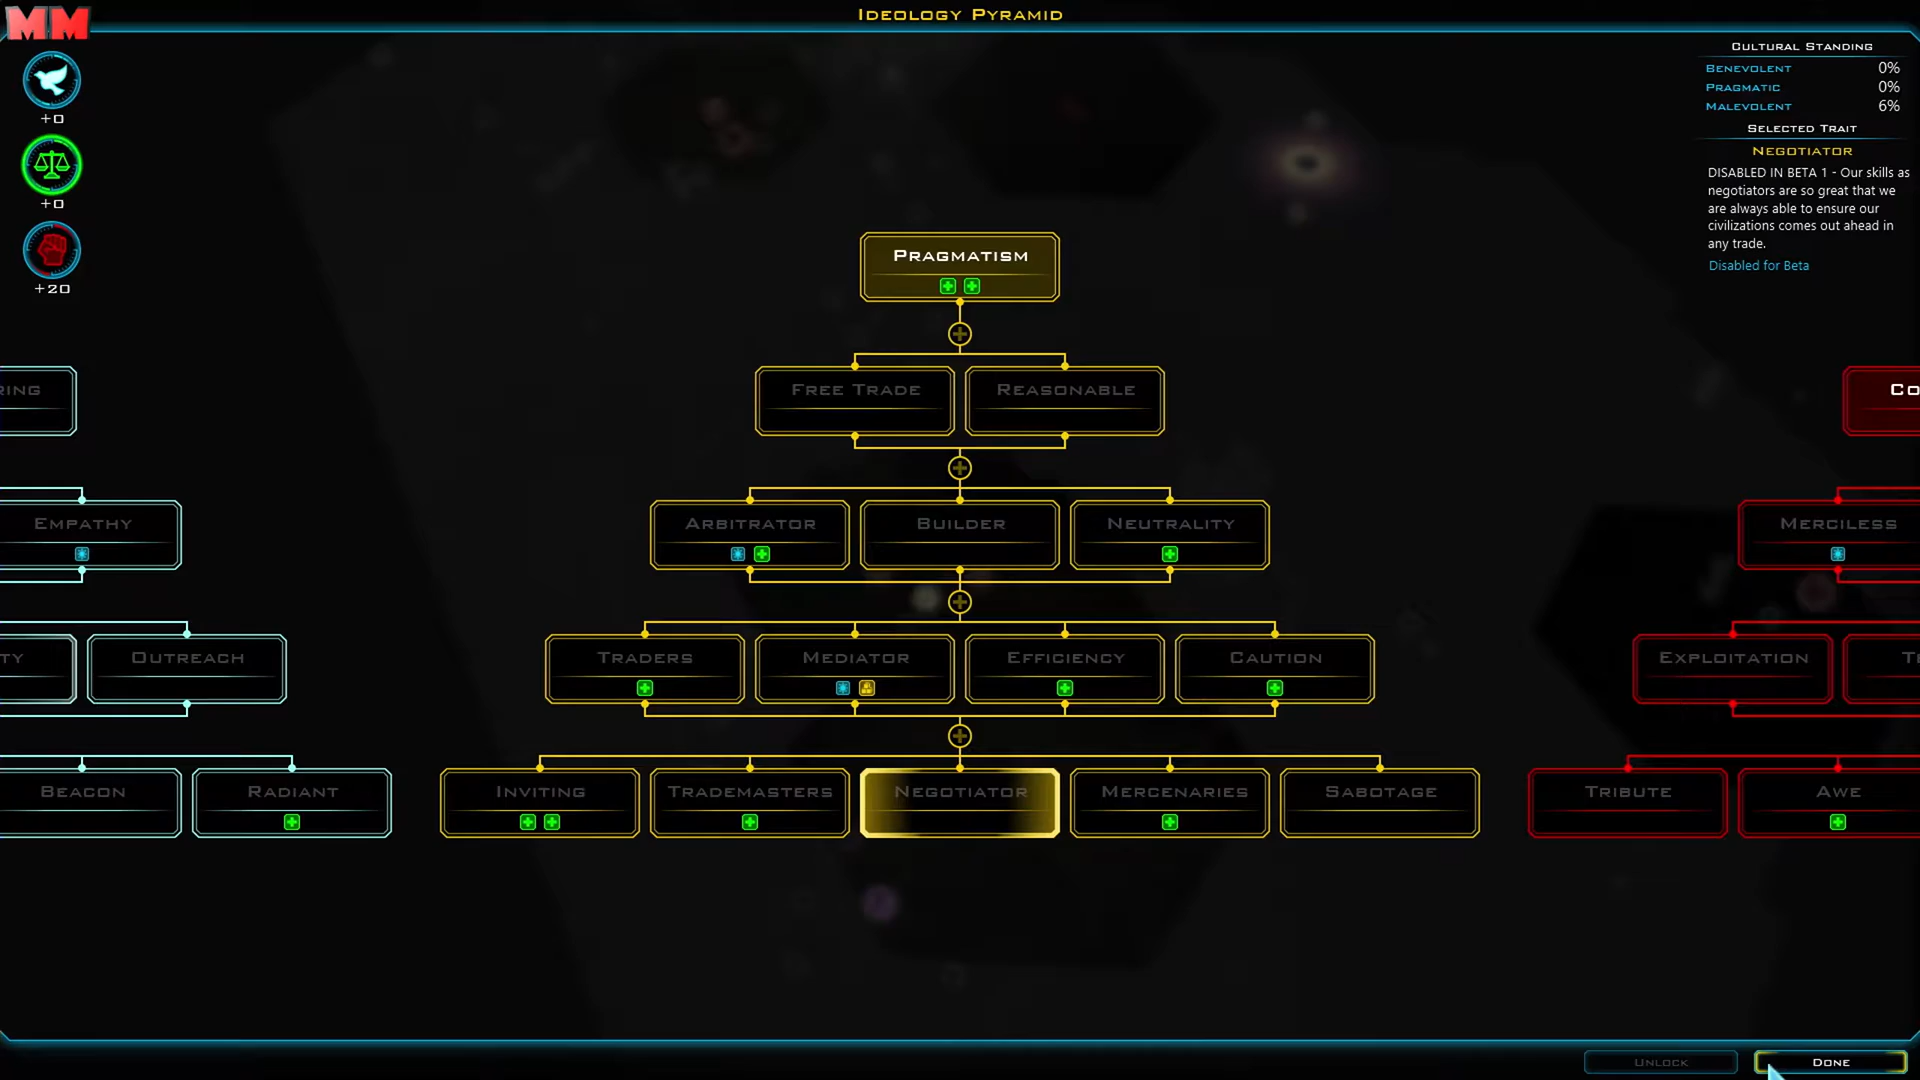 MM
Ideology Pyramid
Cultural Standing
Benevolent 0%
Pragmatic 0%
Malevolent 6%
Selected Trait
Negotiator
DISABLED IN BETA 1 - Our skills as
negotiators are so great that we
are always able to ensure our
civilizations comes out ahead in
any trade.
Disabled for Beta
+0
+0
+20
Pragmatism
RING
Free Trade
Reasonable
Co
Empathy
Arbitrator
Builder
Neutrality
Merciless
TY
Outreach
Traders
Mediator
Efficiency
Caution
Exploitation
T
Beacon
Radiant
Inviting
Trademasters
Negotiator
Mercenaries
Sabotage
Tribute
Awe
Unlock
Done